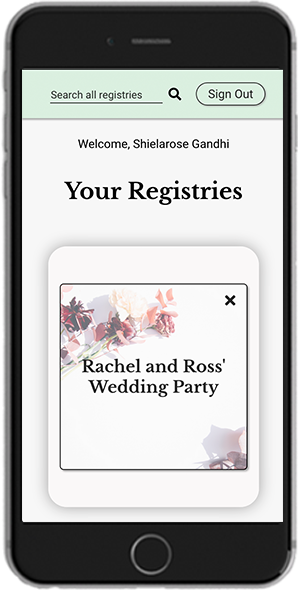 Search all registries
Sign Out
Welcome, Shielarose Gandhi
Your Registries
Rachel and Ross'
Wedding Party